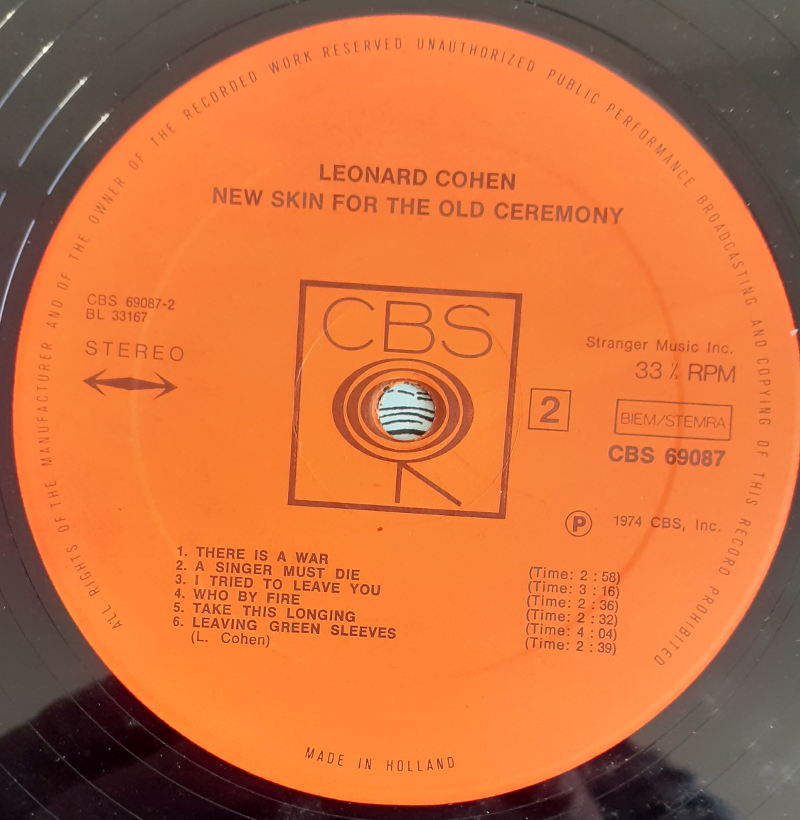 ALL RIGHTS OF THE MANUFACTURER AND OF THE OWNER OF THE RECORDED WORK RESERVED UNAUTHORIZED PUBLIC PERFORMANCE BROADCASTING AND COPYING OF THIS RECORD PROHIBITED
LEONARD COHEN
NEW SKIN FOR THE OLD CEREMONY
CBS 69087-2
BL 33167
STEREO
CBS
2
Stranger Music Inc.
33 ⅓ RPM
BIEM/STEMRA
CBS 69087
Ⓟ 1974 CBS, Inc.
1. THERE IS A WAR (Time: 2 : 58)
2. A SINGER MUST DIE (Time: 3 : 16)
3. I TRIED TO LEAVE YOU (Time: 2 : 36)
4. WHO BY FIRE (Time: 2 : 32)
5. TAKE THIS LONGING (Time: 4 : 04)
6. LEAVING GREEN SLEEVES (Time: 2 : 39)
(L. Cohen)
MADE IN HOLLAND